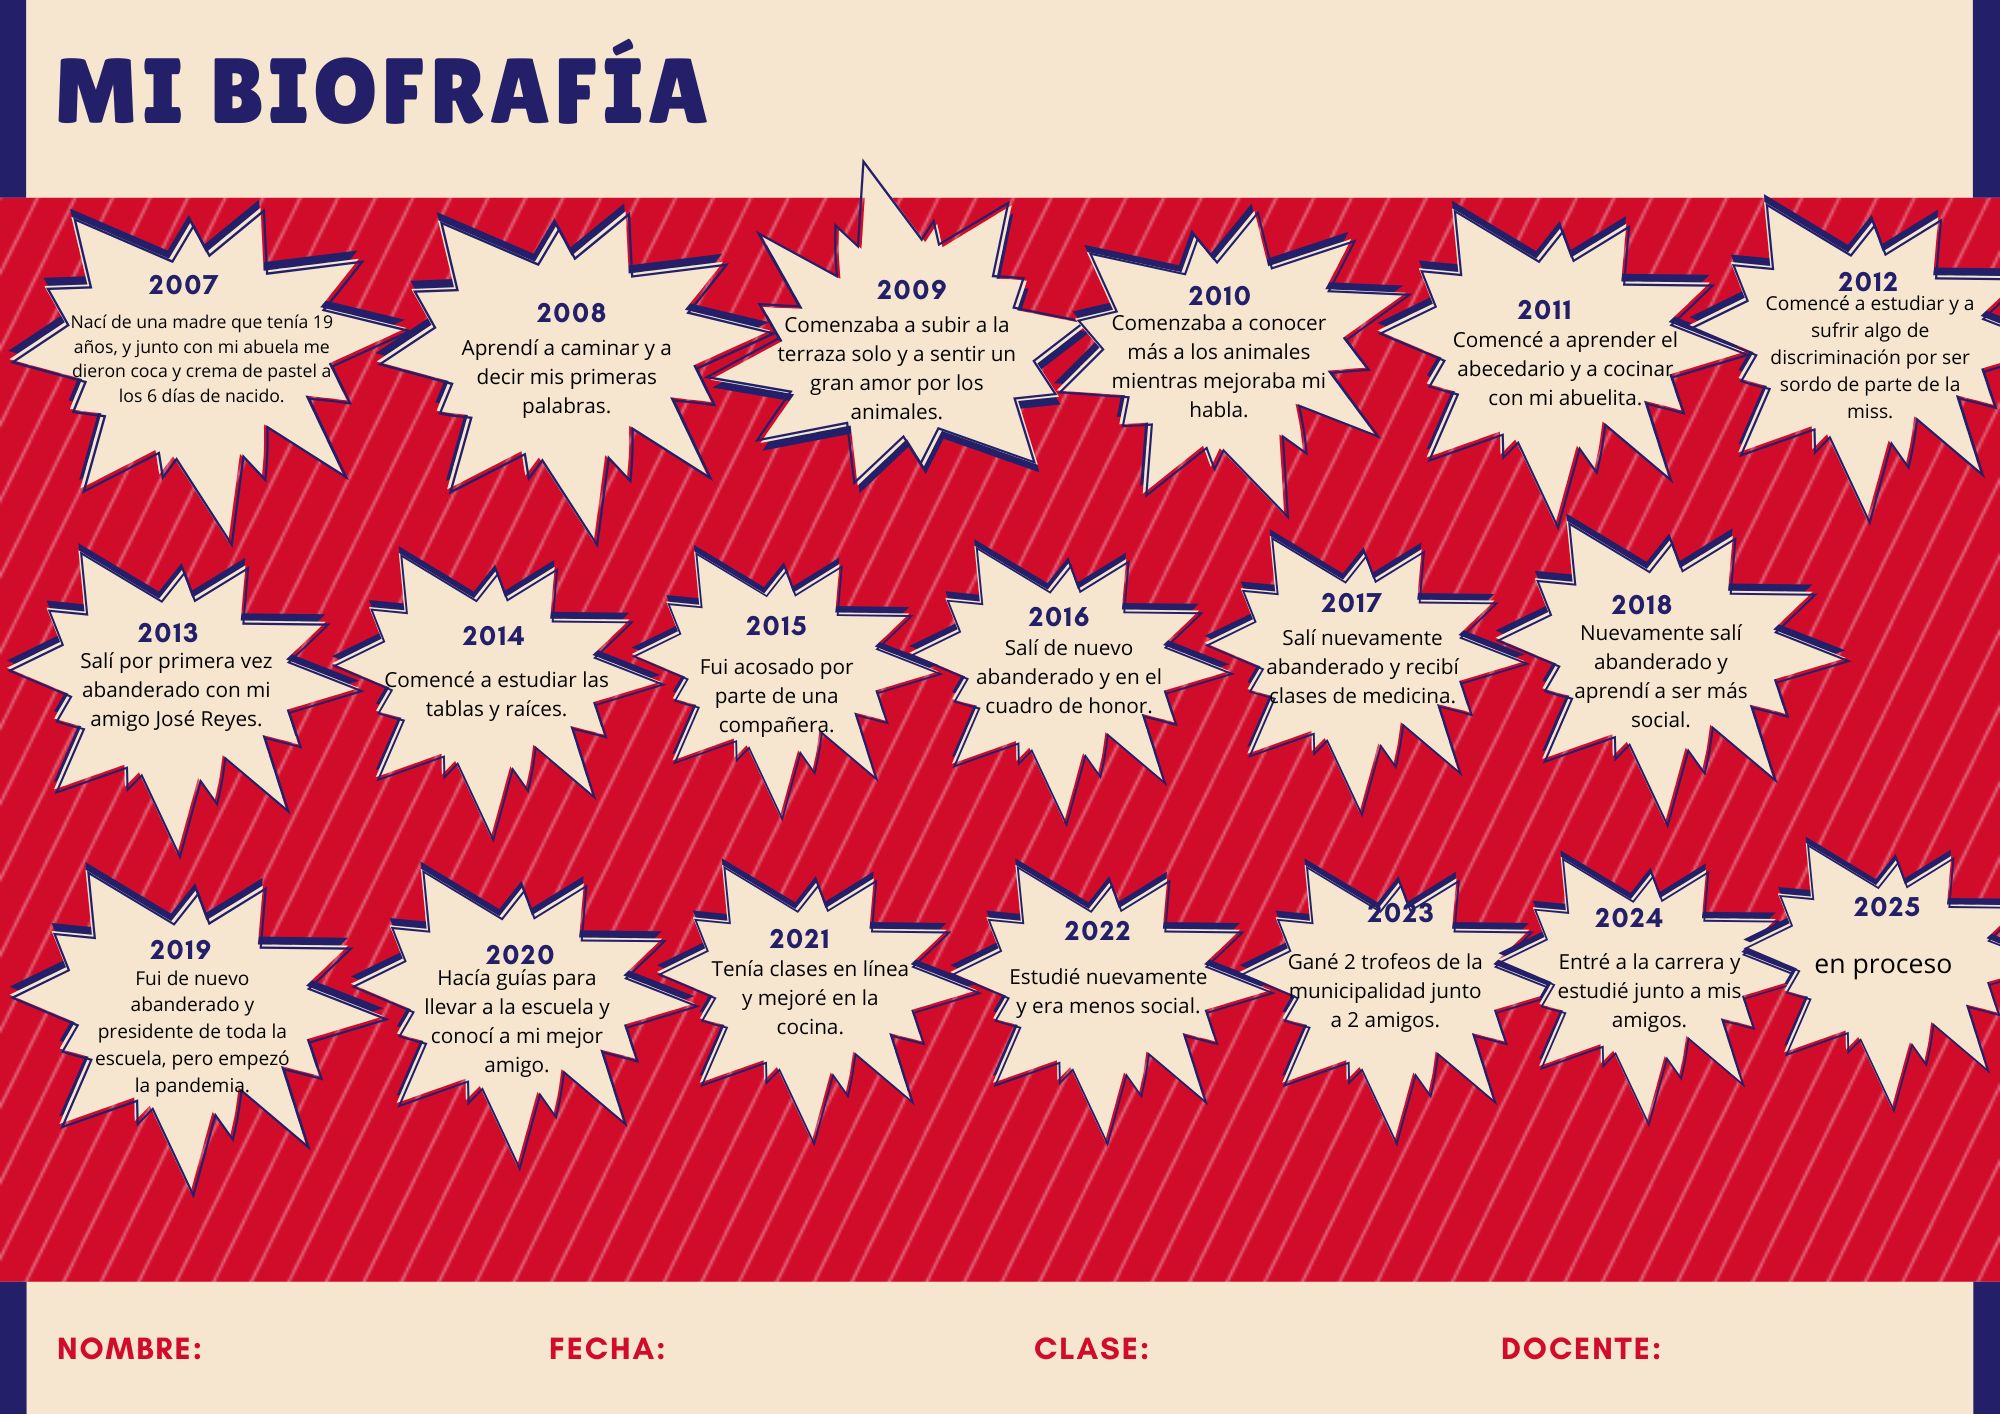 MI BIOFRAFÍA
2007
Nací de una madre que tenía 19
años, y junto con mi abuela me
dieron coca y crema de pastel a
los 6 días de nacido.
2008
Aprendí a caminar y a
decir mis primeras
palabras.
2009
Comenzaba a subir a la
terraza solo y a sentir un
gran amor por los
animales.
2010
Comenzaba a conocer
más a los animales
mientras mejoraba mi
habla.
2011
Comencé a aprender el
abecedario y a cocinar
con mi abuelita.
2012
Comencé a estudiar y a
sufrir algo de
discriminación por ser
sordo de parte de la
miss.
2013
Salí por primera vez
abanderado con mi
amigo José Reyes.
2014
Comencé a estudiar las
tablas y raíces.
2015
Fui acosado por
parte de una
compañera.
2016
Salí de nuevo
abanderado y en el
cuadro de honor.
2017
Salí nuevamente
abanderado y recibí
clases de medicina.
2018
Nuevamente salí
abanderado y
aprendí a ser más
social.
2019
Fui de nuevo
abanderado y
presidente de toda la
escuela, pero empezó
la pandemia.
2020
Hacía guías para
llevar a la escuela y
conocí a mi mejor
amigo.
2021
Tenía clases en línea
y mejoré en la
cocina.
2022
Estudié nuevamente
y era menos social.
2023
Gané 2 trofeos de la
municipalidad junto
a 2 amigos.
2024
Entré a la carrera y
estudié junto a mis
amigos.
2025
en proceso
NOMBRE:
FECHA:
CLASE:
DOCENTE: